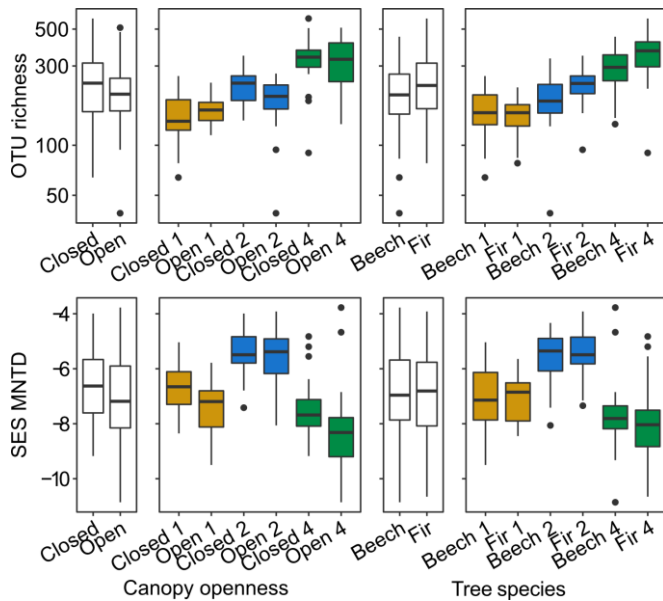 OTU richness
500
300
100
50
Closed
Open
Closed 1
Open 1
Closed 2
Open 2
Closed 4
Open 4
Beech
Fir
Beech 1
Fir 1
Beech 2
Fir 2
Beech 4
Fir 4
SES MNTD
−4
−6
−8
−10
Closed
Open
Closed 1
Open 1
Closed 2
Open 2
Closed 4
Open 4
Beech
Fir
Beech 1
Fir 1
Beech 2
Fir 2
Beech 4
Fir 4
Canopy openness
Tree species